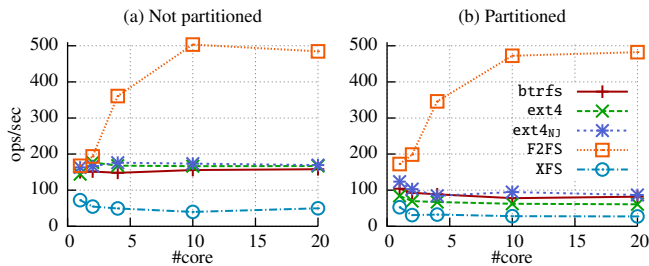 (a) Not partitioned
(b) Partitioned
ops/sec
500
400
300
200
100
0
0
5
10
15
20
#core
500
400
300
200
100
0
0
5
10
15
20
#core
btrfs
ext4
ext4NJ
F2FS
XFS